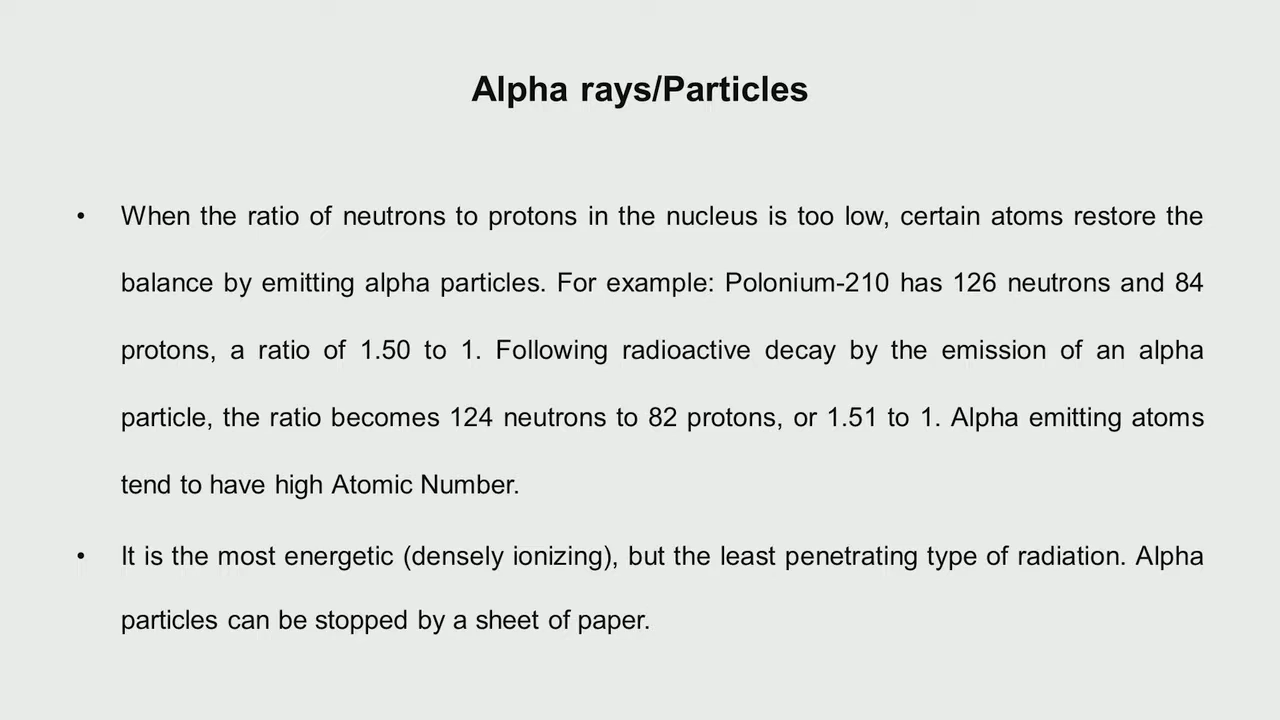 Alpha rays/Particles
• When the ratio of neutrons to protons in the nucleus is too low, certain atoms restore the
balance by emitting alpha particles. For example: Polonium-210 has 126 neutrons and 84
protons, a ratio of 1.50 to 1. Following radioactive decay by the emission of an alpha
particle, the ratio becomes 124 neutrons to 82 protons, or 1.51 to 1. Alpha emitting atoms
tend to have high Atomic Number.
• It is the most energetic (densely ionizing), but the least penetrating type of radiation. Alpha
particles can be stopped by a sheet of paper.